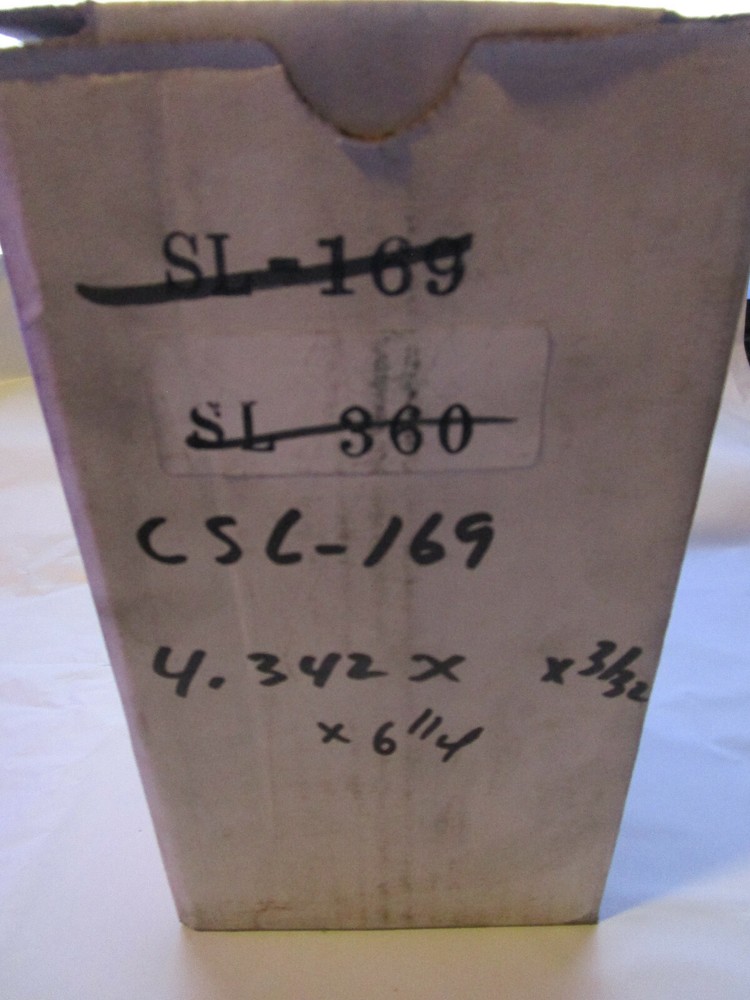 SL-169
SL 360
CSL-169
4.342 x x 3/32
x 6 1/4